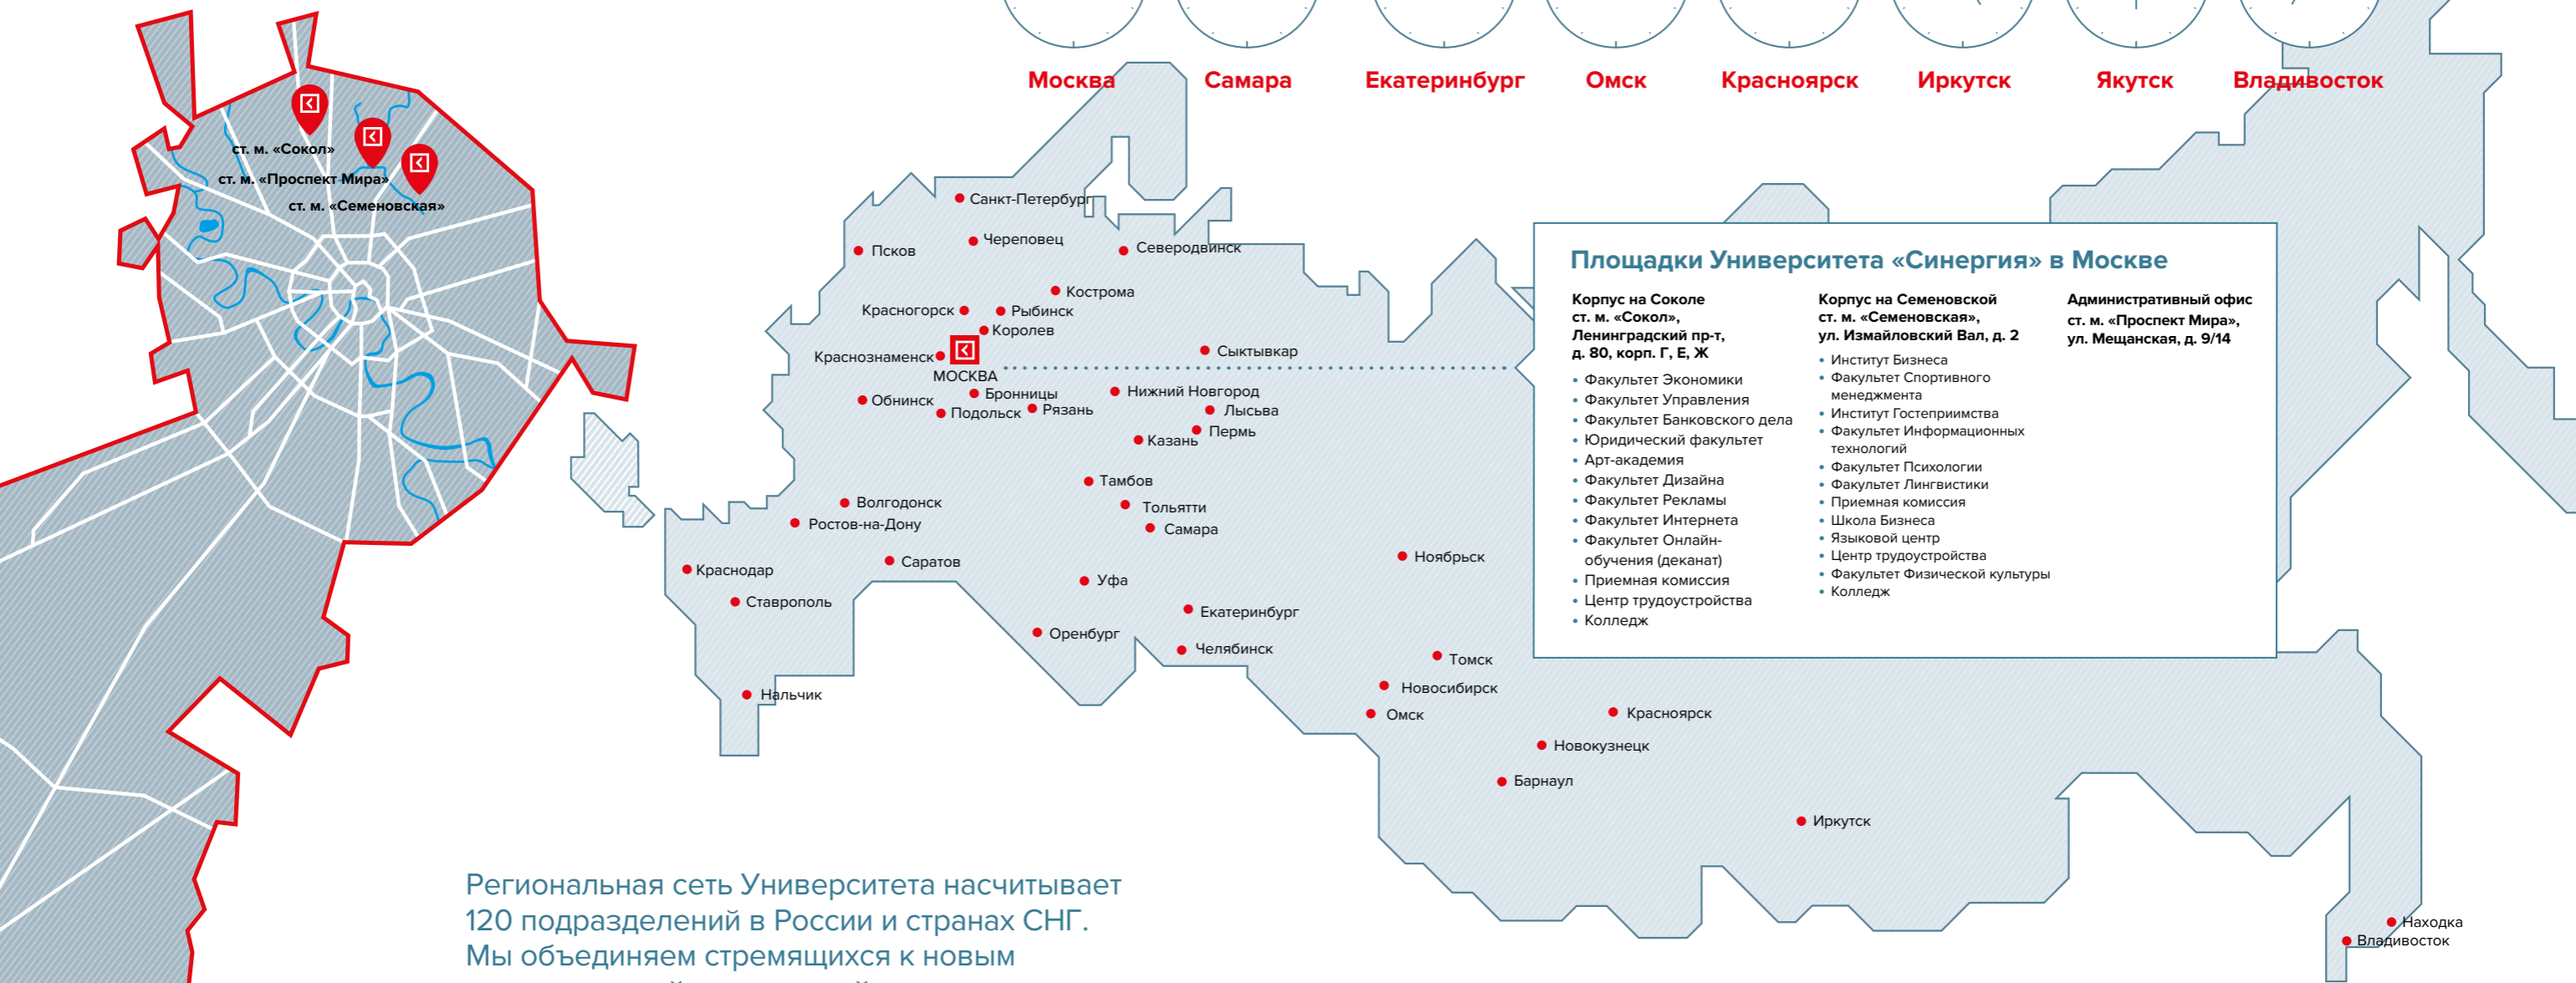 Москва
Самара
Екатеринбург
Омск
Красноярск
Иркутск
Якутск
Владивосток
ст. м. «Сокол»
ст. м. «Проспект Мира»
ст. м. «Семеновская»
Санкт-Петербург
Череповец
Псков
Северодвинск
Кострома
Красногорск
Рыбинск
Королев
Краснознаменск
МОСКВА
Сыктывкар
Бронницы
Нижний Новгород
Обнинск
Подольск
Рязань
Лысьва
Пермь
Казань
Тамбов
Волгодонск
Тольятти
Ростов-на-Дону
Самара
Саратов
Ноябрьск
Краснодар
Уфа
Ставрополь
Екатеринбург
Оренбург
Челябинск
Томск
Нальчик
Новосибирск
Омск
Красноярск
Новокузнецк
Барнаул
Иркутск
Находка
Владивосток
Площадки Университета «Синергия» в Москве
Корпус на Соколе
ст. м. «Сокол»,
Ленинградский пр-т,
д. 80, корп. Г, Е, Ж
• Факультет Экономики
• Факультет Управления
• Факультет Банковского дела
• Юридический факультет
• Арт-академия
• Факультет Дизайна
• Факультет Рекламы
• Факультет Интернета
• Факультет Онлайн-
обучения (деканат)
• Приемная комиссия
• Центр трудоустройства
• Колледж
Корпус на Семеновской
ст. м. «Семеновская»,
ул. Измайловский Вал, д. 2
• Институт Бизнеса
• Факультет Спортивного
менеджмента
• Институт Гостеприимства
• Факультет Информационных
технологий
• Факультет Психологии
• Факультет Лингвистики
• Приемная комиссия
• Школа Бизнеса
• Языковой центр
• Центр трудоустройства
• Факультет Физической культуры
• Колледж
Административный офис
ст. м. «Проспект Мира»,
ул. Мещанская, д. 9/14
Региональная сеть Университета насчитывает
120 подразделений в России и странах СНГ.
Мы объединяем стремящихся к новым